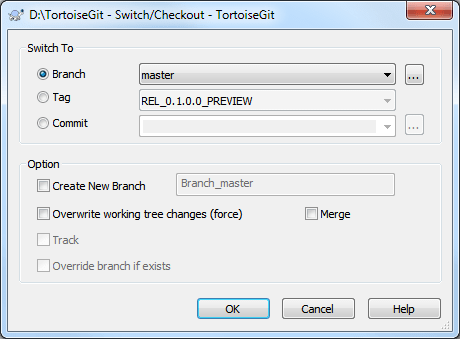 D:\TortoiseGit - Switch/Checkout - TortoiseGit
Switch To
Branch master ...
Tag REL_0.1.0.0_PREVIEW
Commit ...
Option
Create New Branch Branch_master
Overwrite working tree changes (force) Merge
Track
Override branch if exists
OK Cancel Help